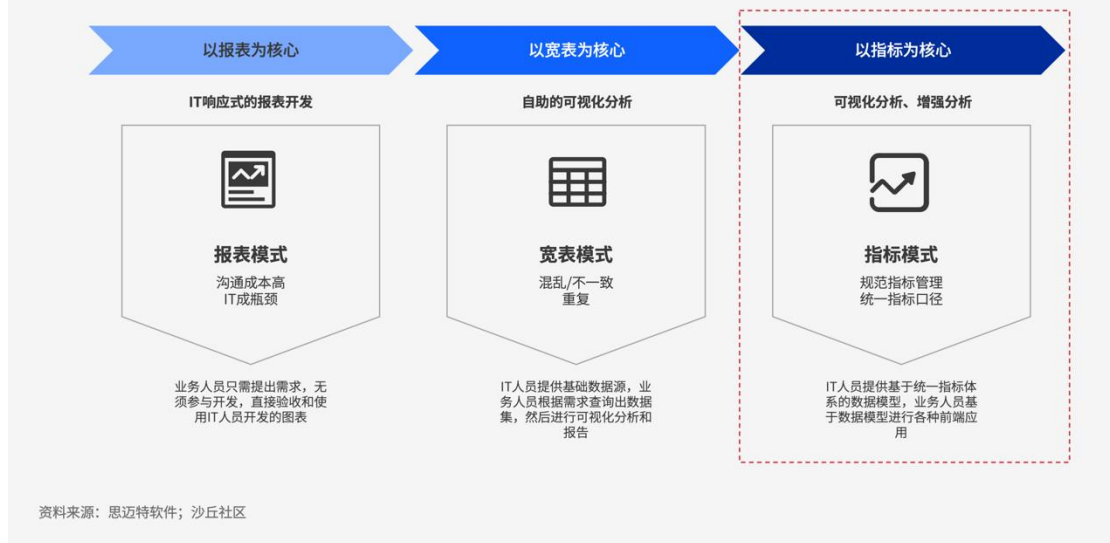 以报表为核心
IT响应式的报表开发
报表模式
沟通成本高
IT成瓶颈
业务人员只需提出需求，无
须参与开发，直接验收和使
用IT人员开发的图表
以宽表为核心
自助的可视化分析
宽表模式
混乱/不一致
重复
IT人员提供基础数据源，业
务人员根据需求查询出数据
集，然后进行可视化分析和
报告
以指标为核心
可视化分析、增强分析
指标模式
规范指标管理
统一指标口径
IT人员提供基于统一指标体
系的数据模型，业务人员基
于数据模型进行各种前端应
用
资料来源：思迈特软件；沙丘社区